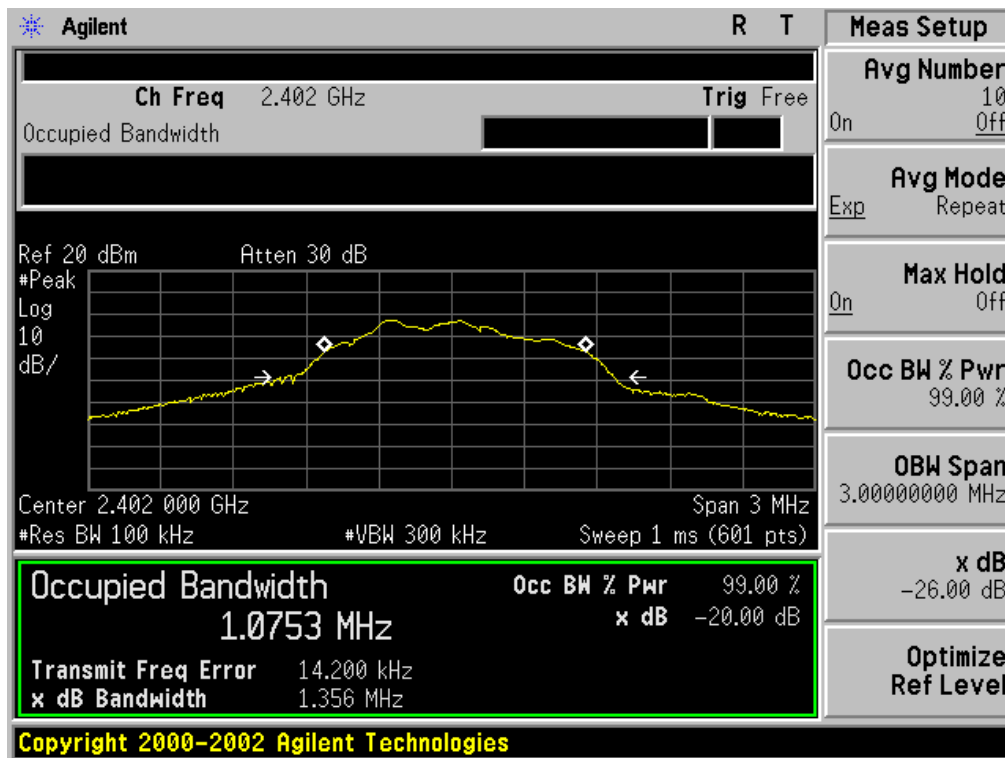 Agilent R T
Ch Freq 2.402 GHz Trig Free
Occupied Bandwidth
Ref 20 dBm Atten 30 dB
#Peak
Log
10
dB/
Center 2.402 000 GHz Span 3 MHz
#Res BW 100 kHz #VBW 300 kHz Sweep 1 ms (601 pts)
Occupied Bandwidth Occ BW % Pwr 99.00 %
1.0753 MHz x dB -20.00 dB
Transmit Freq Error 14.200 kHz
x dB Bandwidth 1.356 MHz
Copyright 2000-2002 Agilent Technologies
Meas Setup
Avg Number
10
On Off
Avg Mode
Exp Repeat
Max Hold
On Off
Occ BW % Pwr
99.00 %
OBW Span
3.00000000 MHz
x dB
-26.00 dB
Optimize
Ref Level